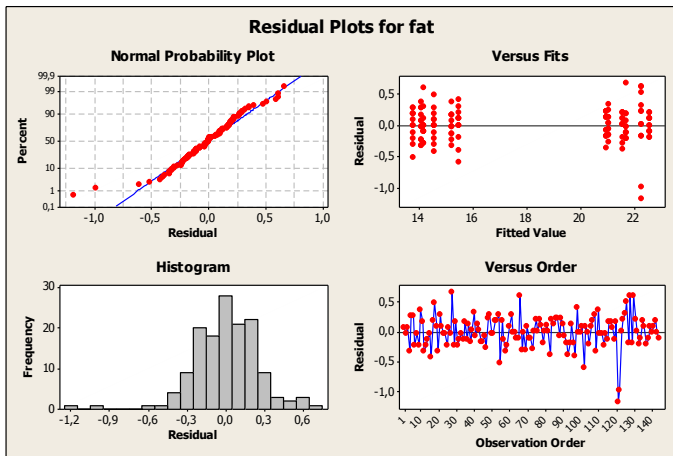 Residual Plots for fat
Normal Probability Plot
99,9
99
90
50
10
1
0,1
Percent
-1,0 -0,5 0,0 0,5 1,0
Residual
Versus Fits
0,5
0,0
-0,5
-1,0
Residual
14 16 18 20 22
Fitted Value
Histogram
30
20
10
0
Frequency
-1,2 -0,9 -0,6 -0,3 0,0 0,3 0,6
Residual
Versus Order
0,5
0,0
-0,5
-1,0
Residual
1 10 20 30 40 50 60 70 80 90 100 110 120 130 140
Observation Order